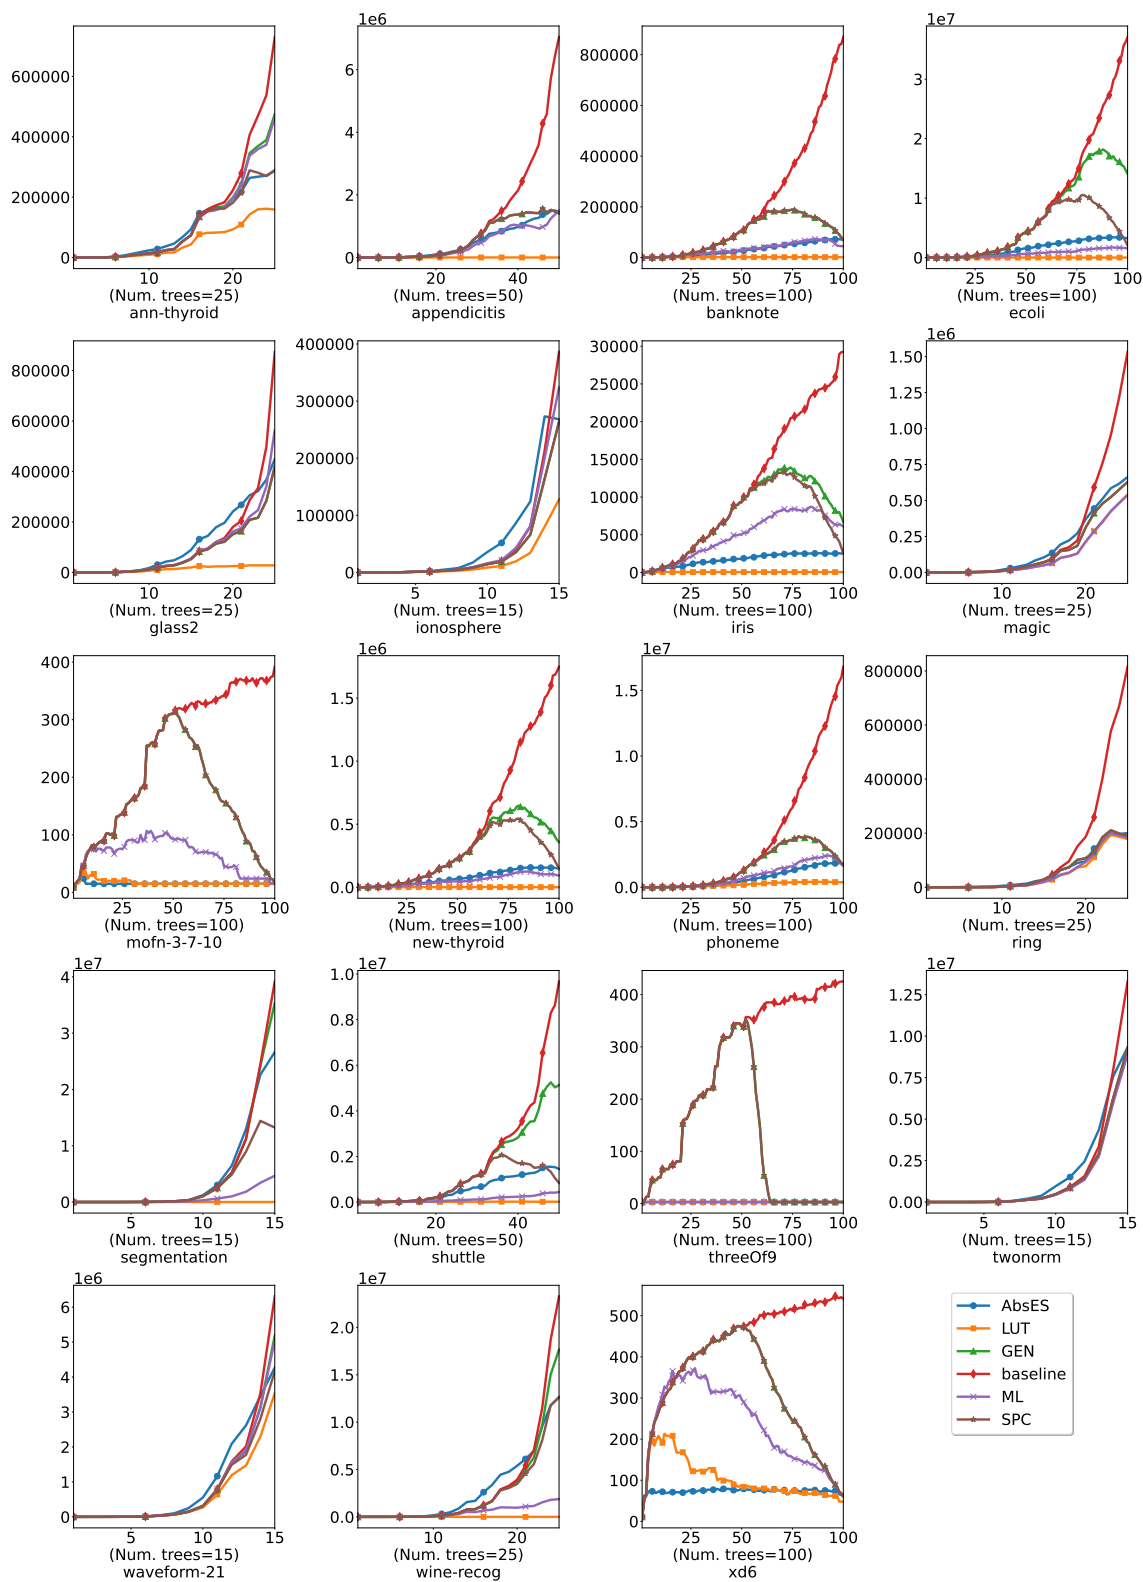 1e6
1e7
600000
400000
200000
0
10
20
(Num. trees=25)
ann-thyroid
6
4
2
0
20
40
(Num. trees=50)
appendicitis
800000
600000
400000
200000
0
25
50
75
100
(Num. trees=100)
banknote
3
2
1
0
25
50
75
100
(Num. trees=100)
ecoli
1e6
800000
600000
400000
200000
0
10
20
(Num. trees=25)
glass2
400000
300000
200000
100000
0
5
10
15
(Num. trees=15)
ionosphere
30000
25000
20000
15000
10000
5000
0
25
50
75
100
(Num. trees=100)
iris
1.50
1.25
1.00
0.75
0.50
0.25
0.00
10
20
(Num. trees=25)
magic
1e6
1e7
400
300
200
100
0
25
50
75
100
(Num. trees=100)
mofn-3-7-10
1.5
1.0
0.5
0.0
25
50
75
100
(Num. trees=100)
new-thyroid
1.5
1.0
0.5
0.0
25
50
75
100
(Num. trees=100)
phoneme
800000
600000
400000
200000
0
10
20
(Num. trees=25)
ring
1e7
1e7
1e7
4
3
2
1
0
5
10
15
(Num. trees=15)
segmentation
1.0
0.8
0.6
0.4
0.2
0.0
20
40
(Num. trees=50)
shuttle
400
300
200
100
0
25
50
75
100
(Num. trees=100)
threeOf9
1.25
1.00
0.75
0.50
0.25
0.00
5
10
15
(Num. trees=15)
twonorm
1e6
1e7
6
5
4
3
2
1
0
5
10
15
(Num. trees=15)
waveform-21
2.0
1.5
1.0
0.5
0.0
10
20
(Num. trees=25)
wine-recog
500
400
300
200
100
0
25
50
75
100
(Num. trees=100)
xd6
AbsES
LUT
GEN
baseline
ML
SPC